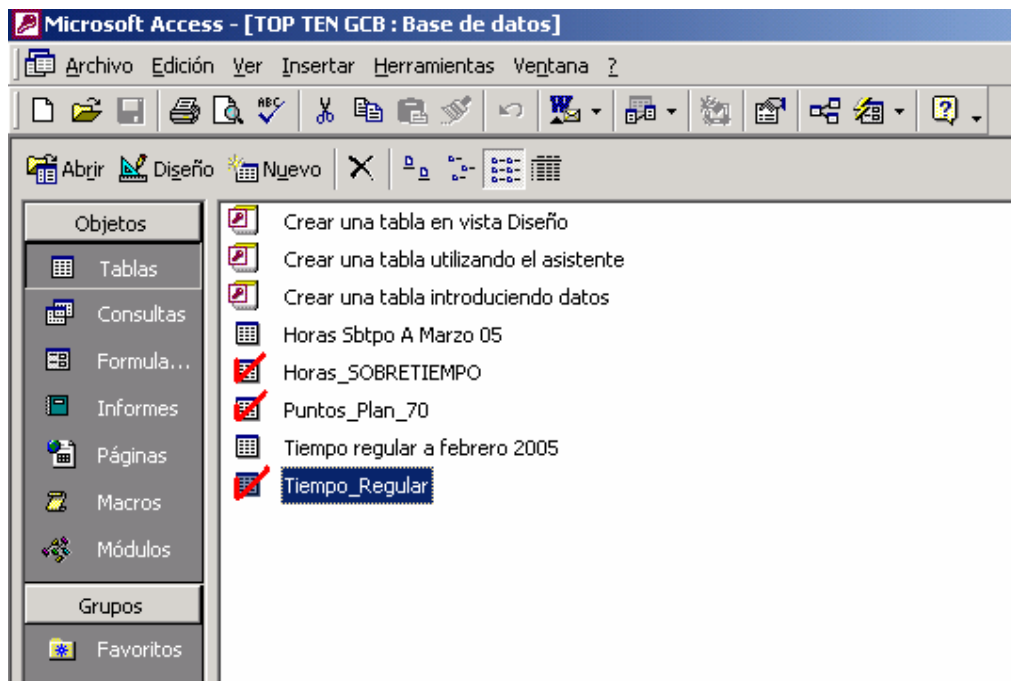 Microsoft Access - [TOP TEN GCB : Base de datos]
Archivo Edición Ver Insertar Herramientas Ventana ?
ABC W
Abrir Diseño Nuevo
Objetos
Tablas
Consultas
Formula...
Informes
Páginas
Macros
Módulos
Grupos
Favoritos
Crear una tabla en vista Diseño
Crear una tabla utilizando el asistente
Crear una tabla introduciendo datos
Horas Sbtpo A Marzo 05
Horas_SOBRETIEMPO
Puntos_Plan_70
Tiempo regular a febrero 2005
Tiempo_Regular